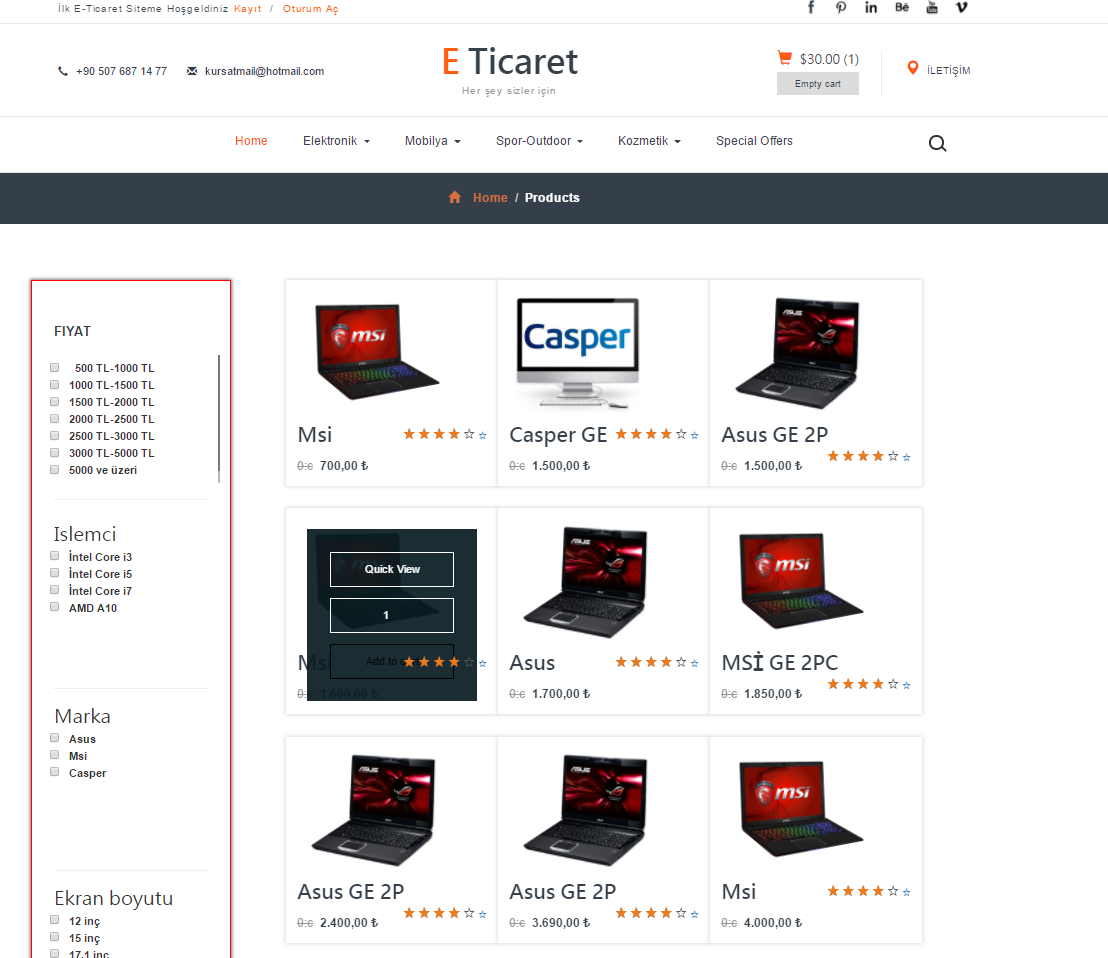 İlk E-Ticaret Siteme Hoşgeldiniz Kayıt / Oturum Aç
+90 507 687 14 77 kursatmail@hotmail.com
E Ticaret
Her şey sizler için
$30.00 (1)
Empty cart
İLETİŞİM
Home Elektronik Mobilya Spor-Outdoor Kozmetik Special Offers
Home / Products
FIYAT
500 TL-1000 TL
1000 TL-1500 TL
1500 TL-2000 TL
2000 TL-2500 TL
2500 TL-3000 TL
3000 TL-5000 TL
5000 ve üzeri
Islemci
İntel Core i3
İntel Core i5
İntel Core i7
AMD A10
Marka
Asus
Msi
Casper
Ekran boyutu
12 inç
15 inç
17.1 inç
msi
Casper
ASUS
Msi
Casper GE
Asus GE 2P
0:c 700,00 ₺
0:c 1.500,00 ₺
0:c 1.500,00 ₺
Quick View
1
Add to
ASUS
msi
Msi
Asus
MSİ GE 2PC
0:c 1.600,00 ₺
0:c 1.700,00 ₺
0:c 1.850,00 ₺
ASUS
ASUS
msi
Asus GE 2P
Asus GE 2P
Msi
0:c 2.400,00 ₺
0:c 3.690,00 ₺
0:c 4.000,00 ₺